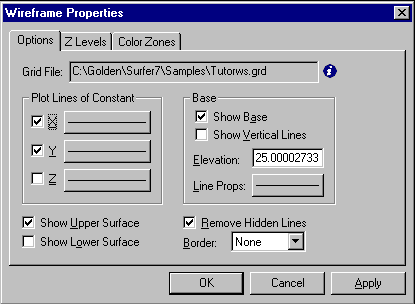 Wireframe Properties
Options Z Levels Color Zones
Grid File: C:\Golden\Surfer7\Samples\Tutorws.grd
Plot Lines of Constant
X
Y
Z
Base
Show Base
Show Vertical Lines
Elevation: 25.00002733
Line Props:
Show Upper Surface
Show Lower Surface
Remove Hidden Lines
Border: None
OK Cancel Apply